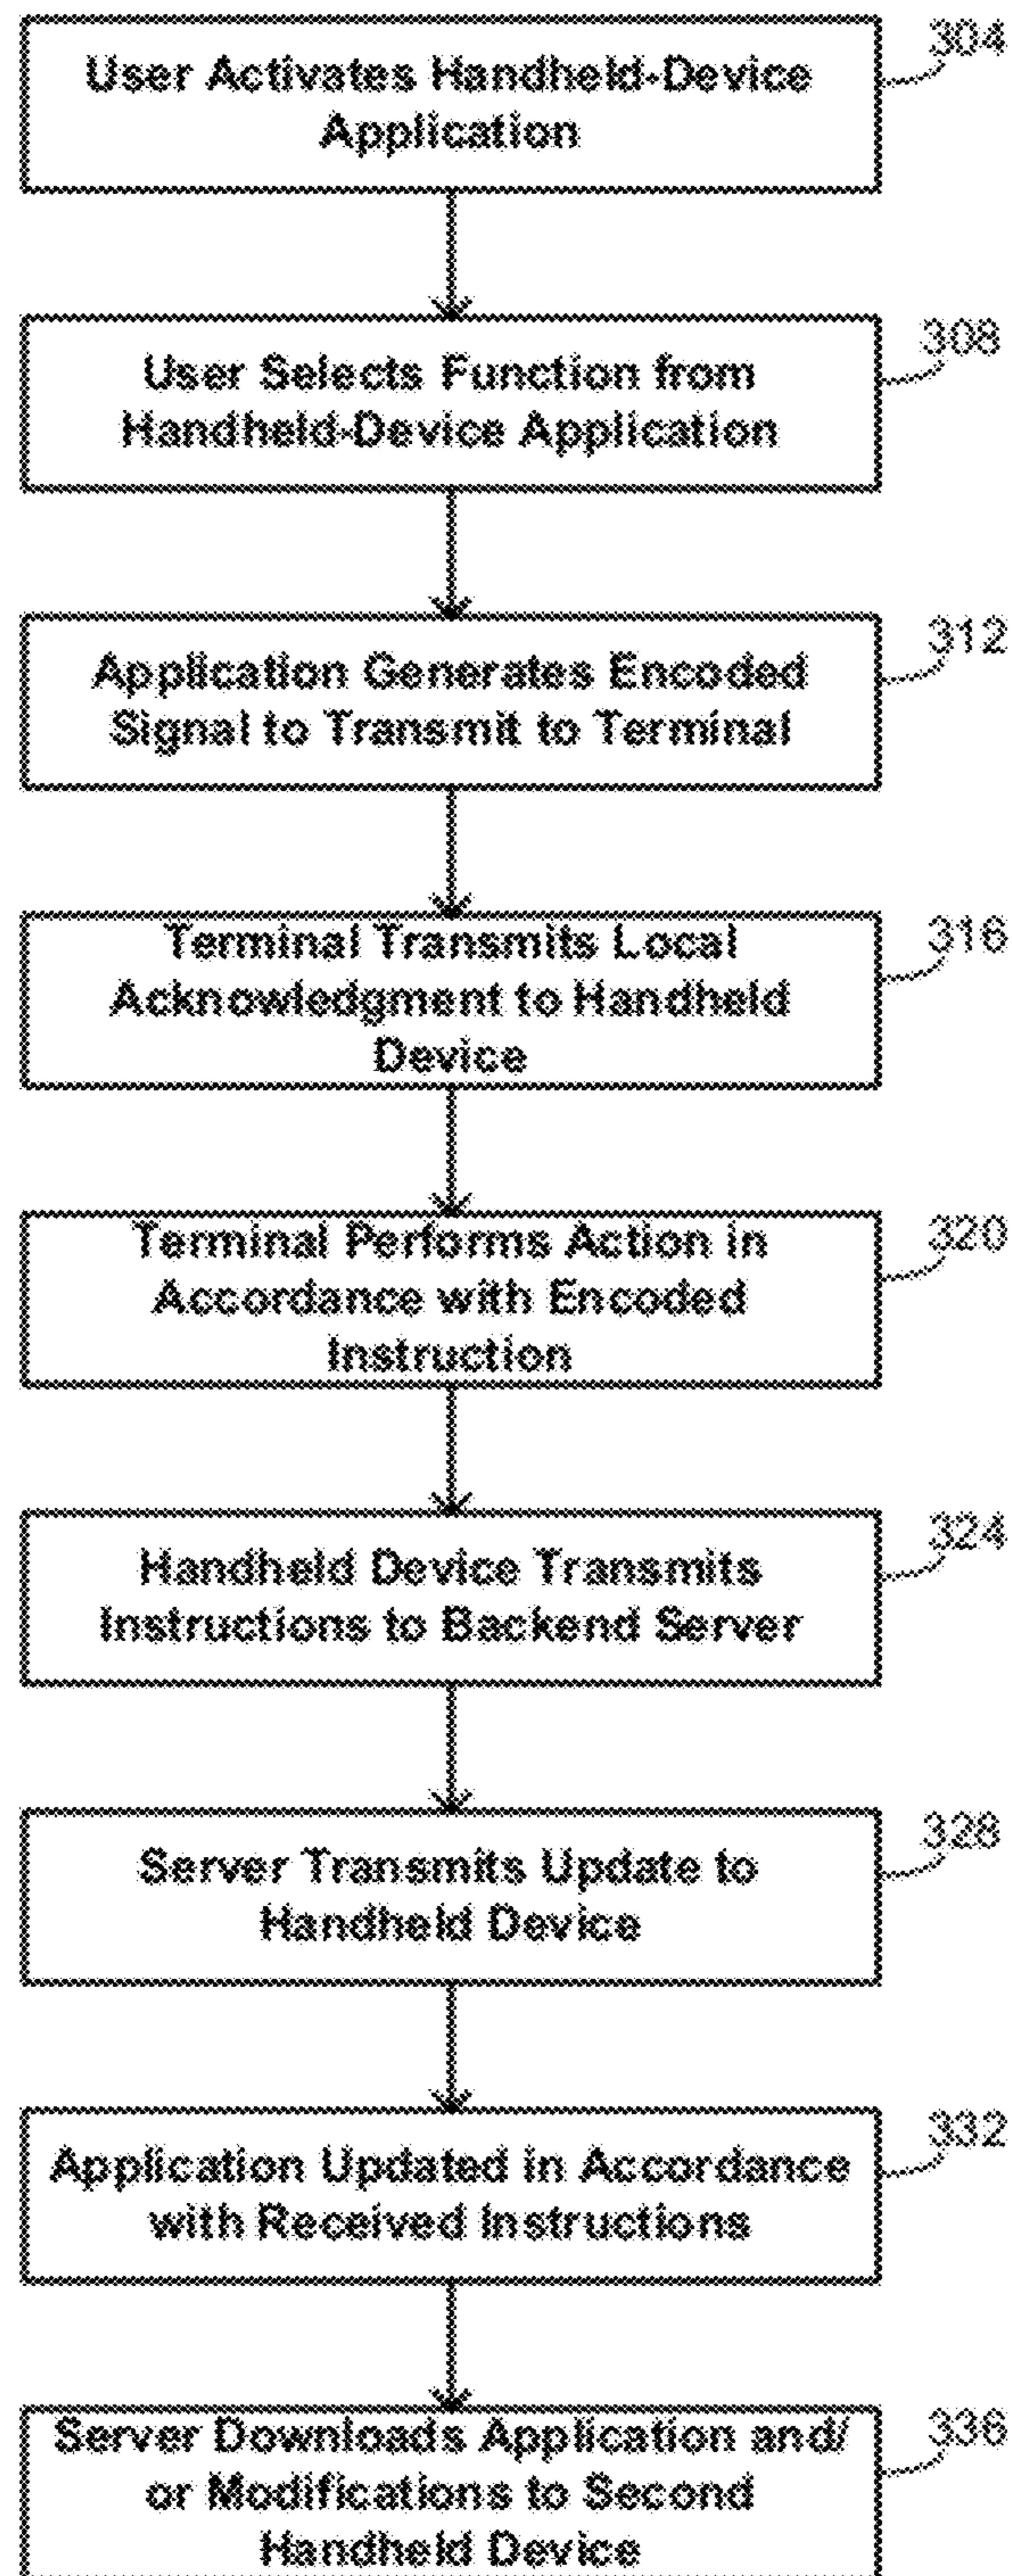 304
User Activates Handheld-Device
Application
308
User Selects Function from
Handheld-Device Application
312
Application Generates Encoded
Signal to Transmit to Terminal
316
Terminal Transmits Local
Acknowledgment to Handheld
Device
320
Terminal Performs Action in
Accordance with Encoded
Instruction
324
Handheld Device Transmits
Instructions to Backend Server
328
Server Transmits Update to
Handheld Device
332
Application Updated in Accordance
with Received Instructions
336
Server Downloads Application and/
or Modifications to Second
Handheld Device